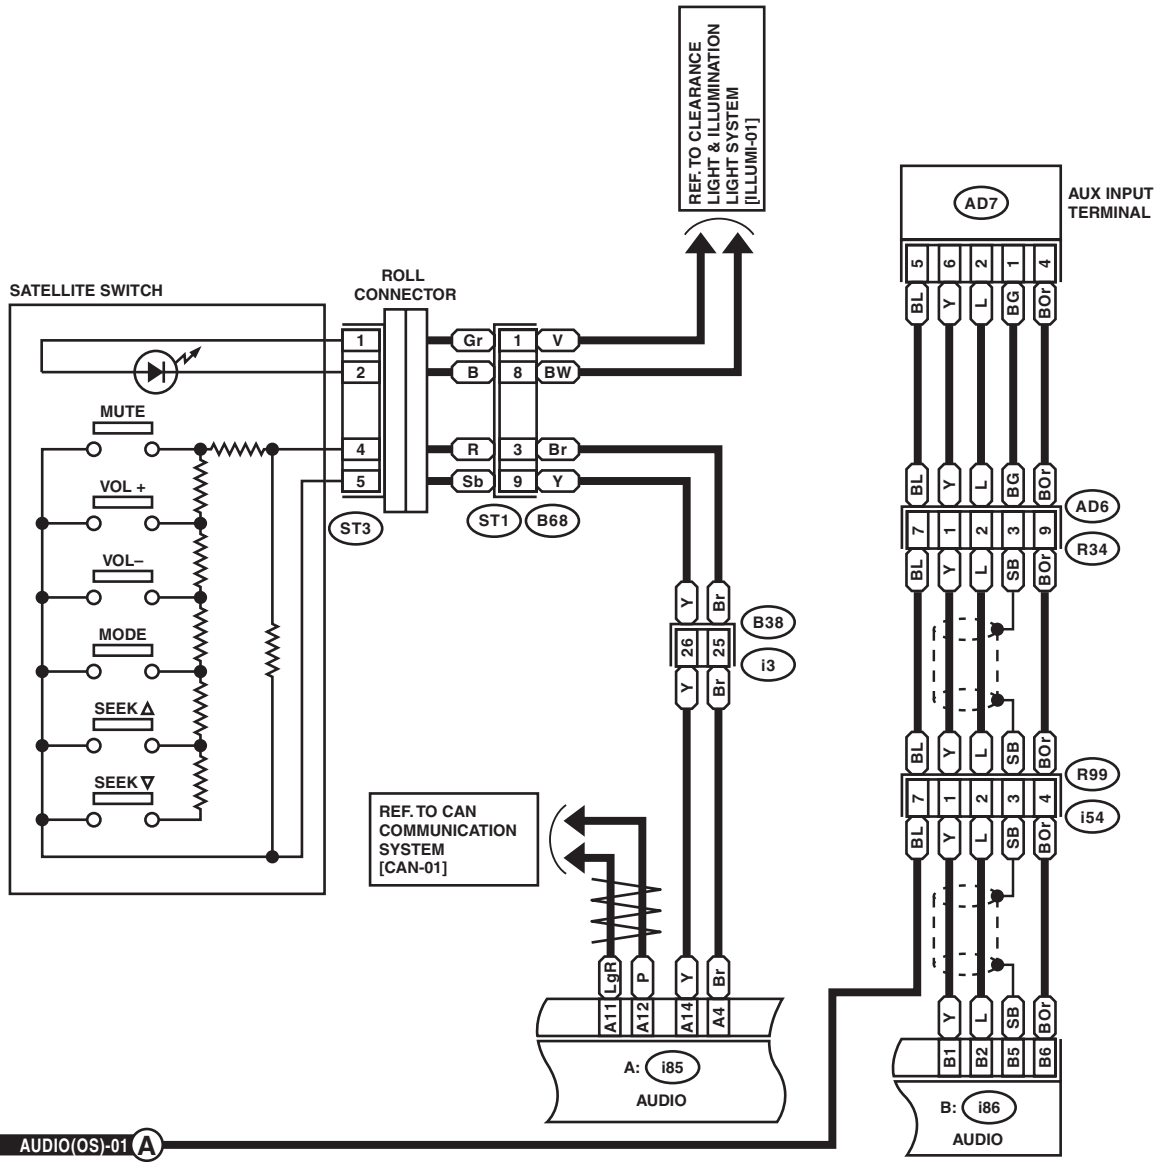 REF. TO CLEARANCE
LIGHT & ILLUMINATION
LIGHT SYSTEM
[ILLUMI-01]
AD7
AUX INPUT
TERMINAL
5 6 2 1 4
BL Y L BG BOr
SATELLITE SWITCH
ROLL
CONNECTOR
1 Gr 1 V
2 B 8 BW
MUTE
4 R 3 Br
5 Sb 9 Y
VOL +
ST3
ST1 B68
VOL–
MODE
SEEK △
SEEK ▽
BL Y L BG BOr
AD6
7 1 2 3 9
R34
BL Y L SB BOr
Y Br
B38
26 25
i3
Y Br
BL Y L SB BOr
R99
7 1 2 3 4
i54
BL Y L SB BOr
REF. TO CAN
COMMUNICATION
SYSTEM
[CAN-01]
LgR P Y Br
A11 A12 A14 A4
A: i85
AUDIO
Y L SB BOr
B1 B2 B5 B6
B: i86
AUDIO
AUDIO(OS)-01 A